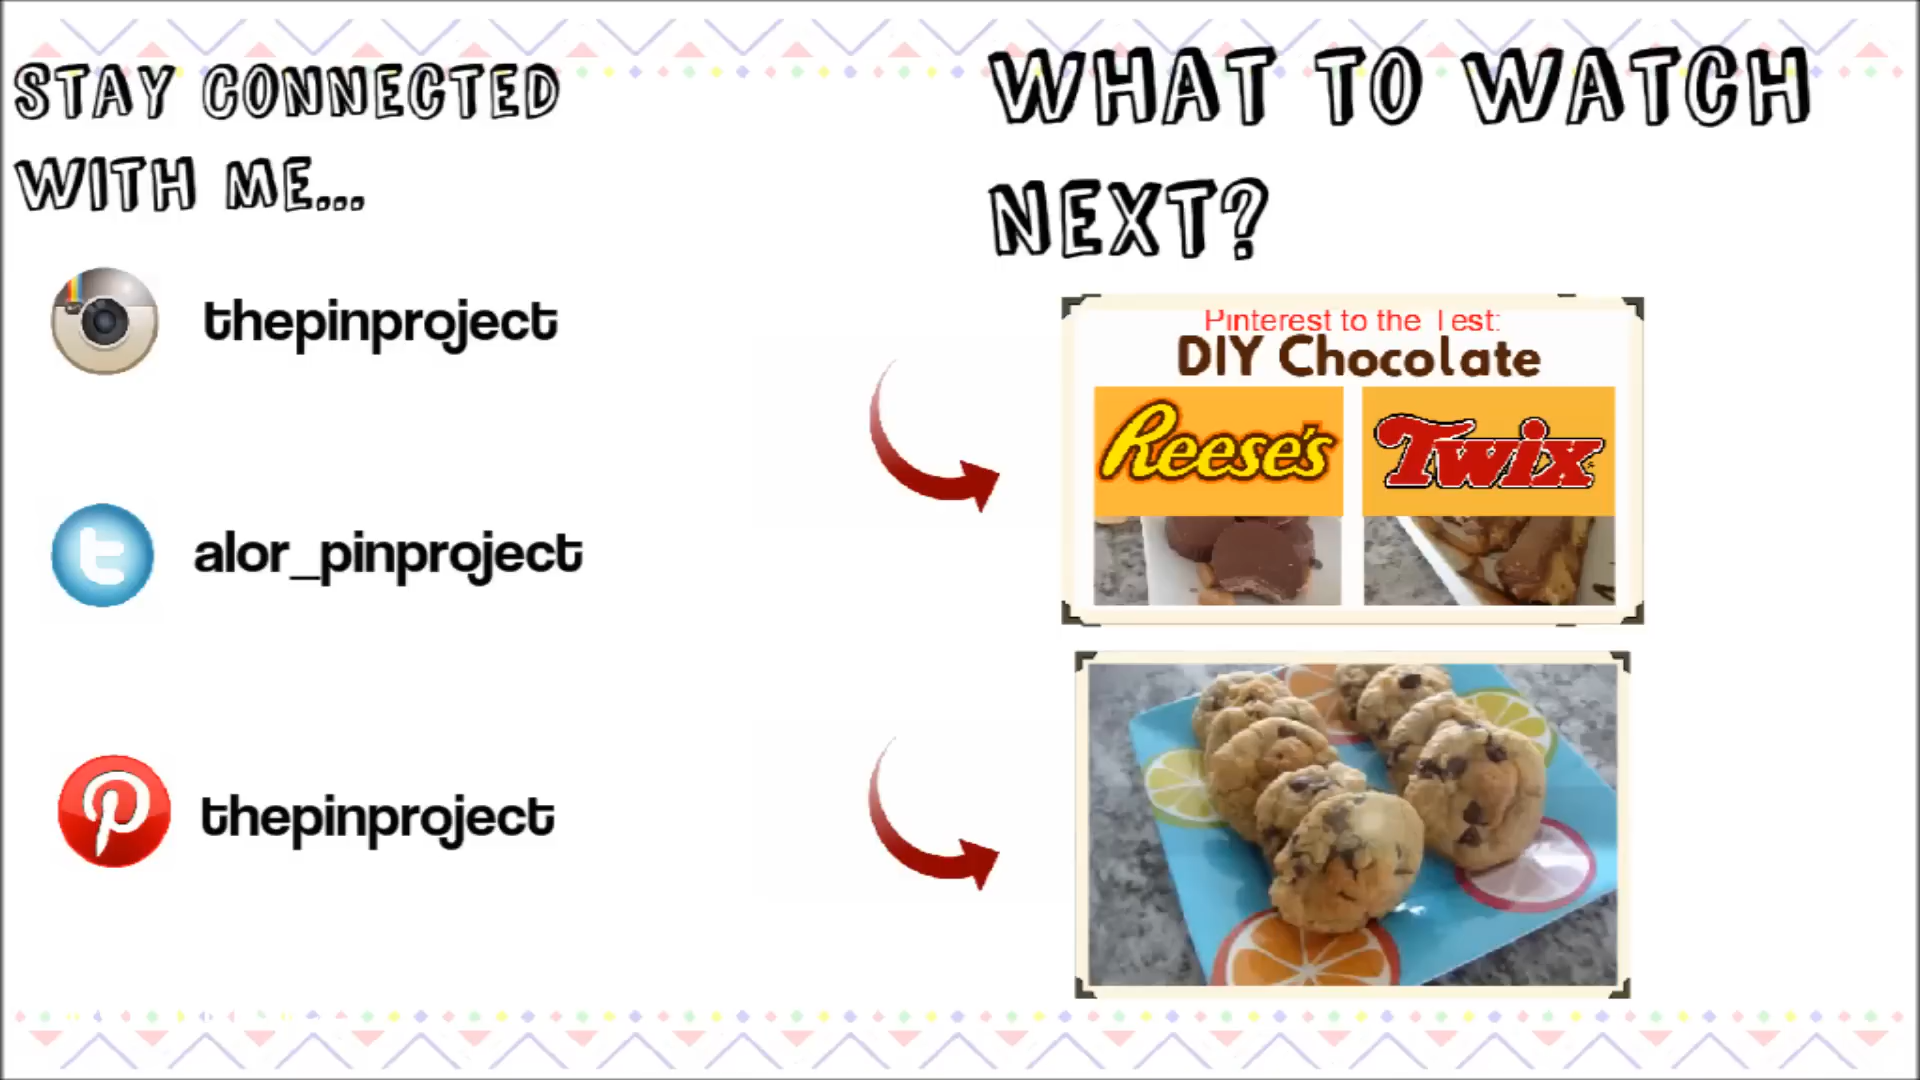 STAY CONNECTED
WITH ME...
thepinproject
alor_pinproject
thepinproject
WHAT TO WATCH
NEXT?
Pinterest to the Test:
DIY Chocolate
Reese's
Twix